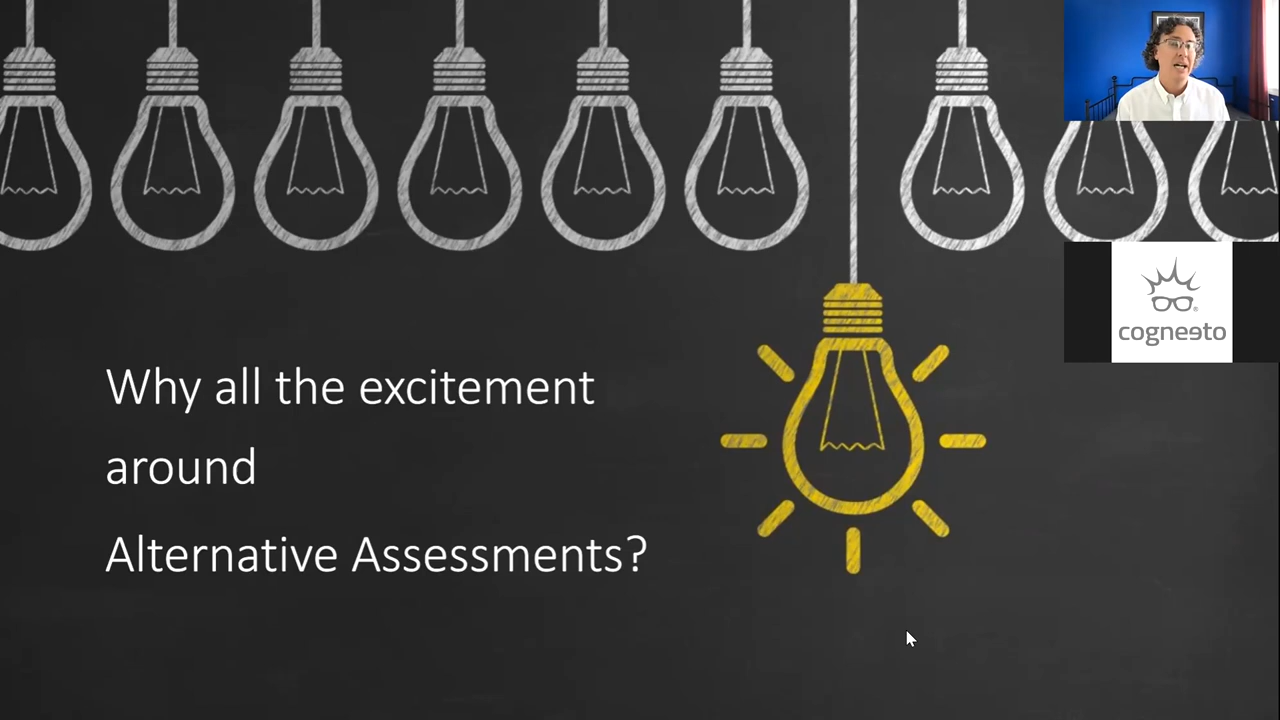 Why all the excitement
around
Alternative Assessments?
cogneeto